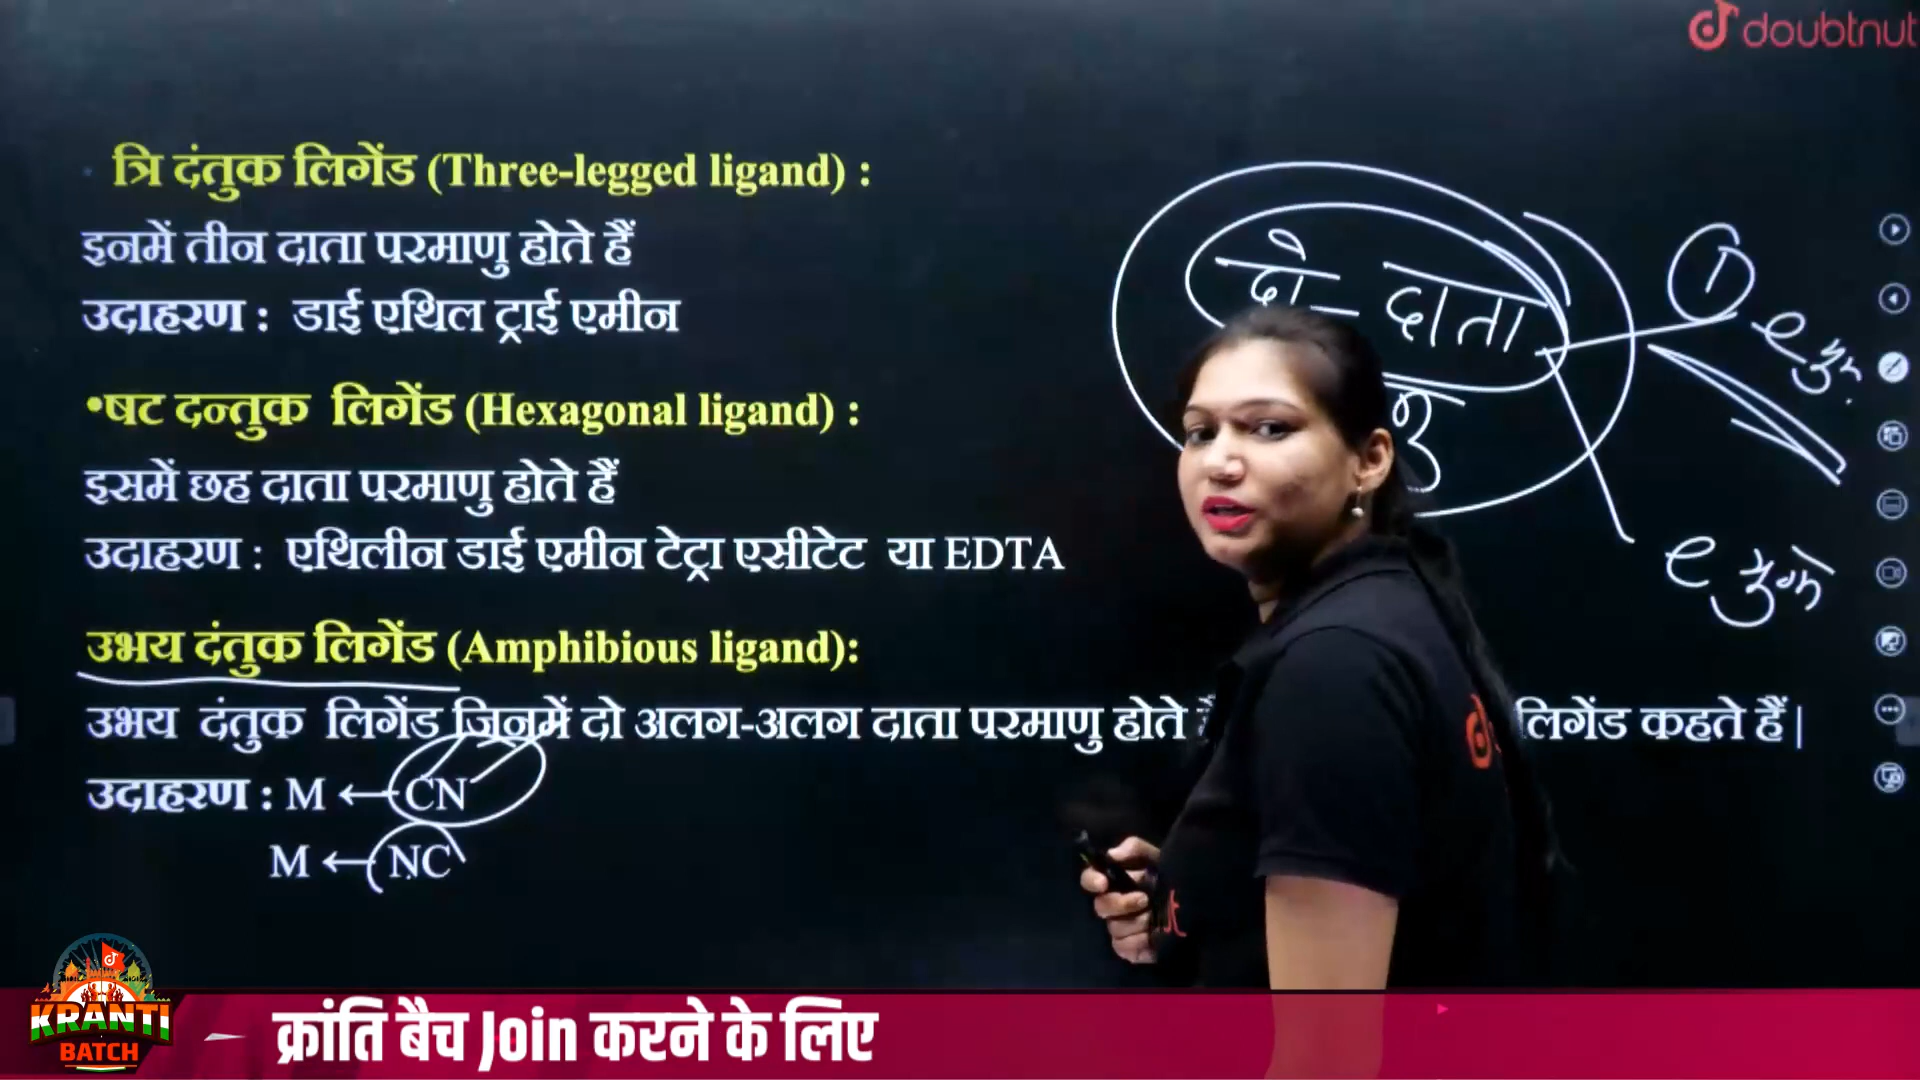 doubtnut
त्रि दंतुक लिगेंड (Three-legged ligand) :
इनमें तीन दाता परमाणु होते हैं
उदाहरण : डाई एथिल ट्राई एमीन
•षट दन्तुक लिगेंड (Hexagonal ligand) :
इसमें छह दाता परमाणु होते हैं
उदाहरण : एथिलीन डाई एमीन टेट्रा एसीटेट या EDTA
उभय दंतुक लिगेंड (Amphibious ligand):
उभय दंतुक लिगेंड जिनमें दो अलग-अलग दाता परमाणु होते लिगेंड कहते हैं|
उदाहरण : M ←CN
M ← NC
दो - दाता
1
e
e
KRANTI
BATCH
क्रांति बैच Join करने के लिए